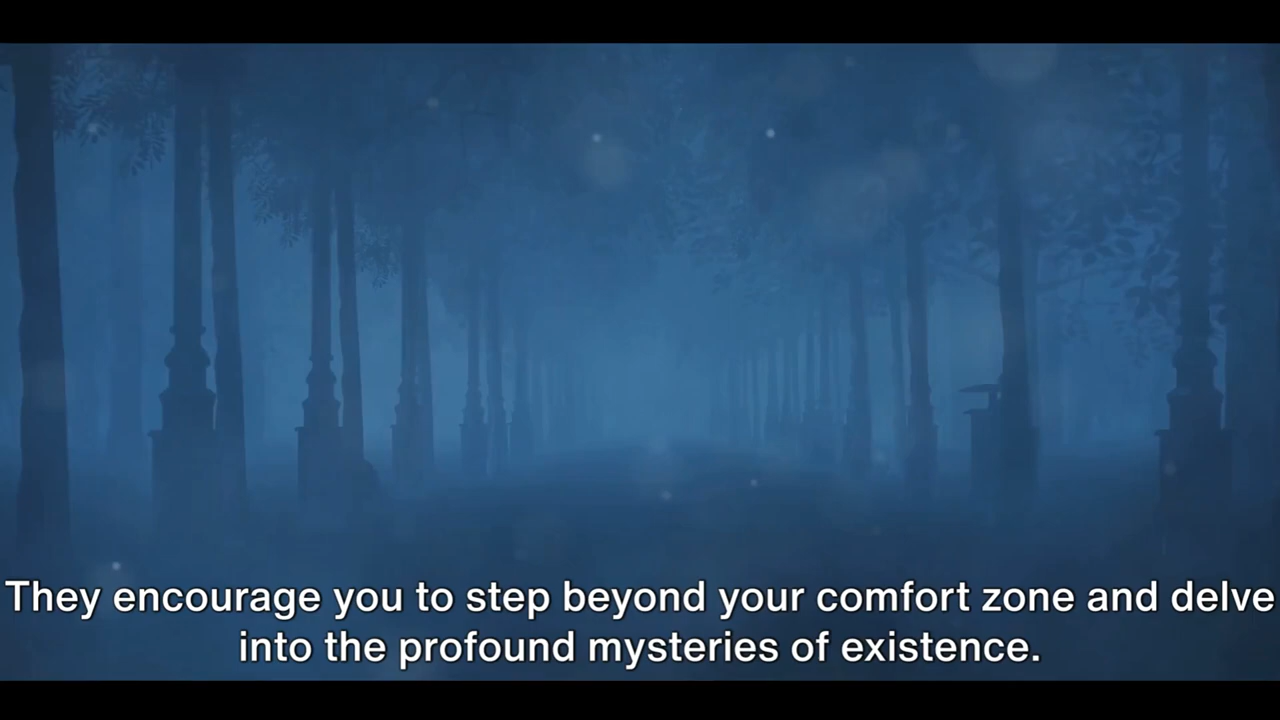 They encourage you to step beyond your comfort zone and delve
into the profound mysteries of existence.